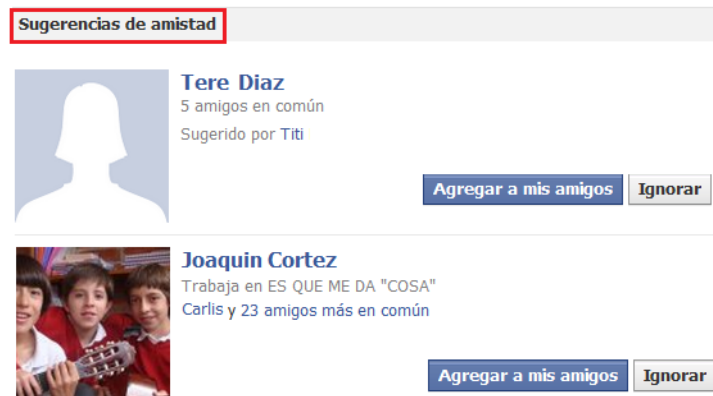 Sugerencias de amistad
Tere Diaz
5 amigos en común
Sugerido por Titi
Agregar a mis amigos Ignorar
Joaquin Cortez
Trabaja en ES QUE ME DA "COSA"
Carlis y 23 amigos más en común
Agregar a mis amigos Ignorar